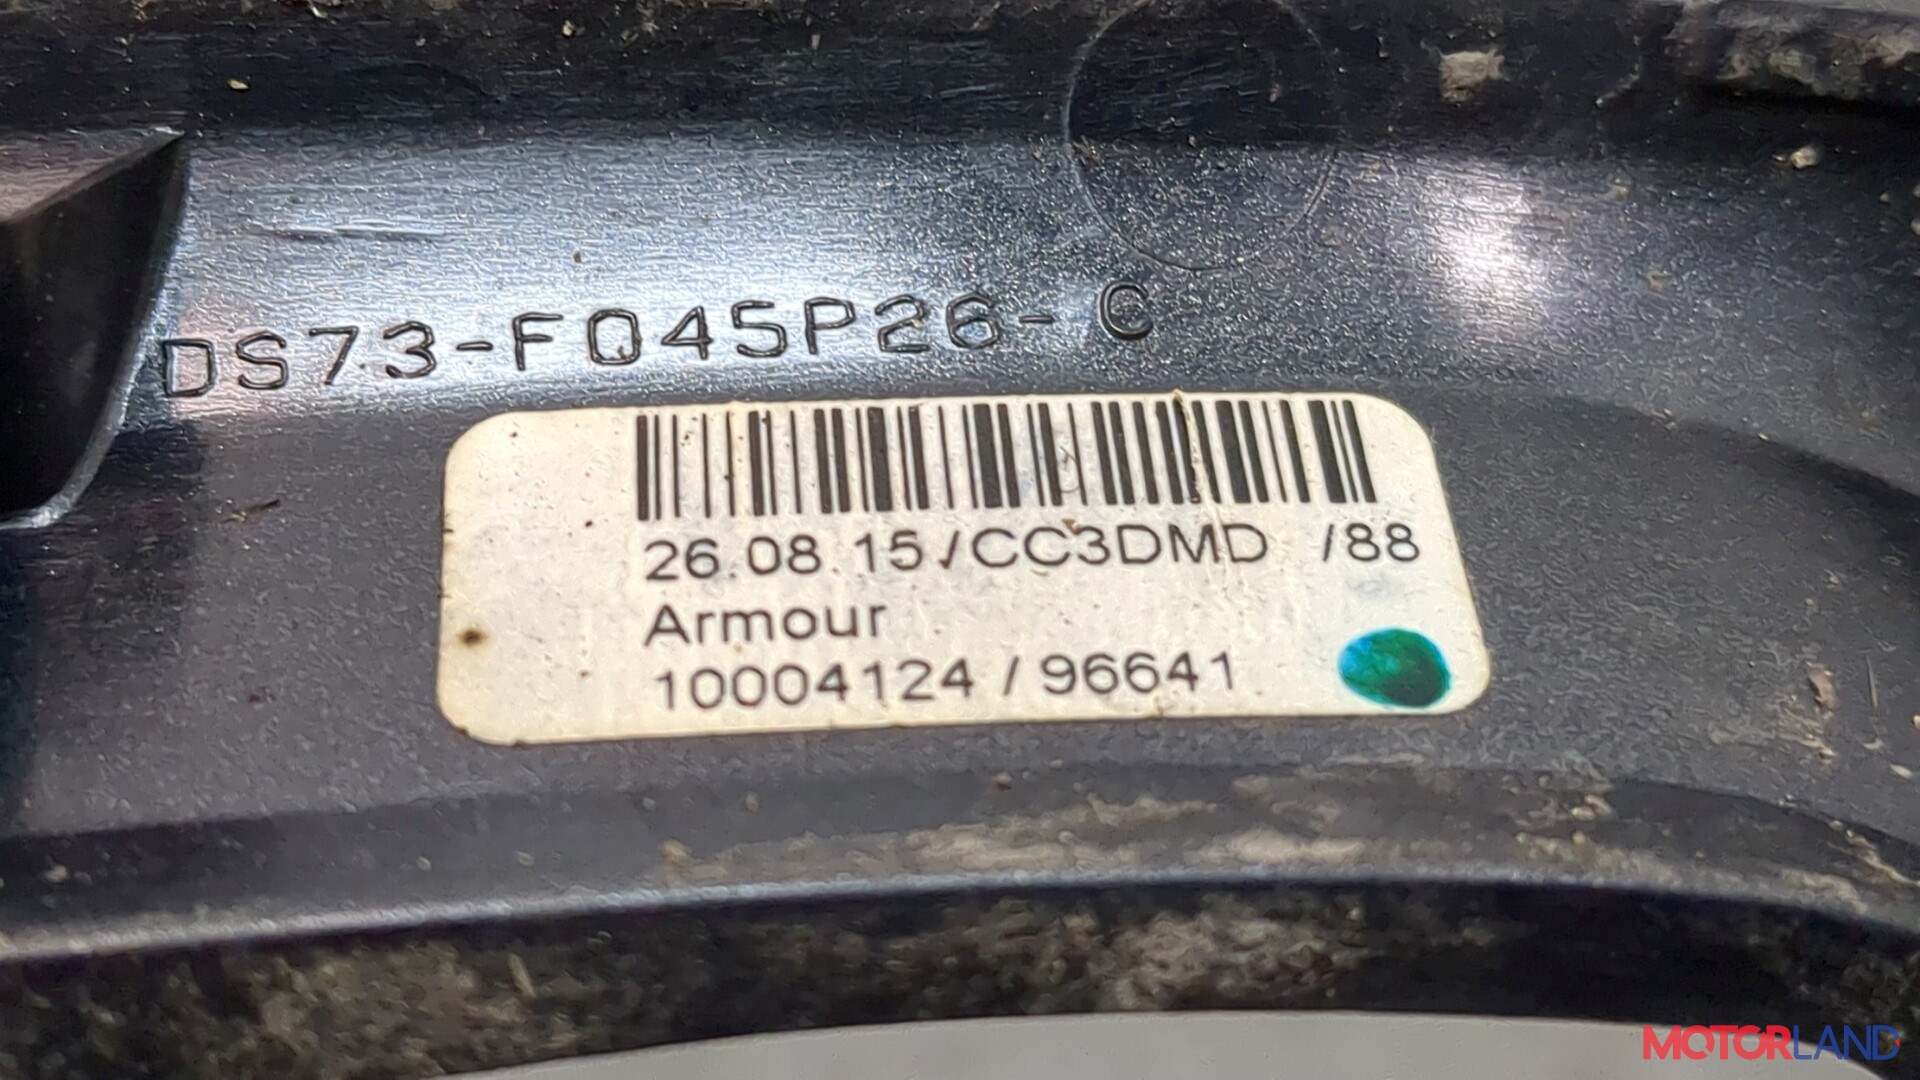 DS73-F045P26-C
26.08.15/CC3DMD /88
Armour
10004124 / 96641
MOTORLAND